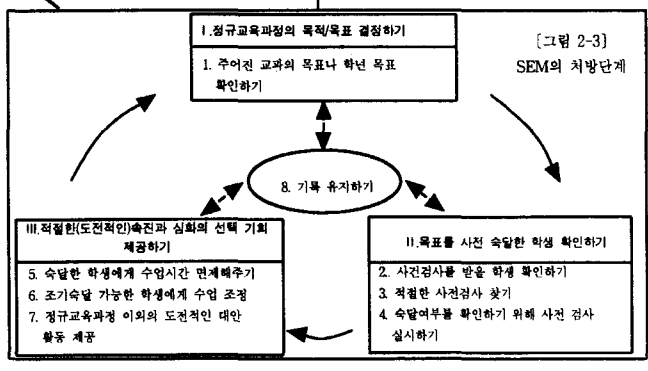 I.정규교육과정의 목적/목표 결정하기
1. 주어진 교과의 목표나 학년 목표
확인하기
[그림 2-3]
SEM의 처방단계
8. 기록 유지하기
III.적절한(도전적인)속진과 심화의 선택 기회
제공하기
5. 숙달한 학생에게 수업시간 면제해주기
6. 조기숙달 가능한 학생에게 수업 조정
7. 정규교육과정 이외의 도전적인 대안
활동 제공
II.목표를 사전 숙달한 학생 확인하기
2. 사전검사를 받을 학생 확인하기
3. 적절한 사전검사 찾기
4. 숙달여부를 확인하기 위해 사전 검사
실시하기